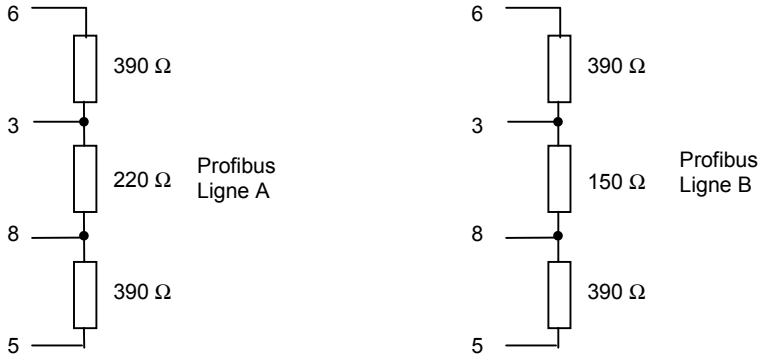 6
390 Ω
3
220 Ω
Profibus
Ligne A
8
390 Ω
5
6
390 Ω
3
150 Ω
Profibus
Ligne B
8
390 Ω
5